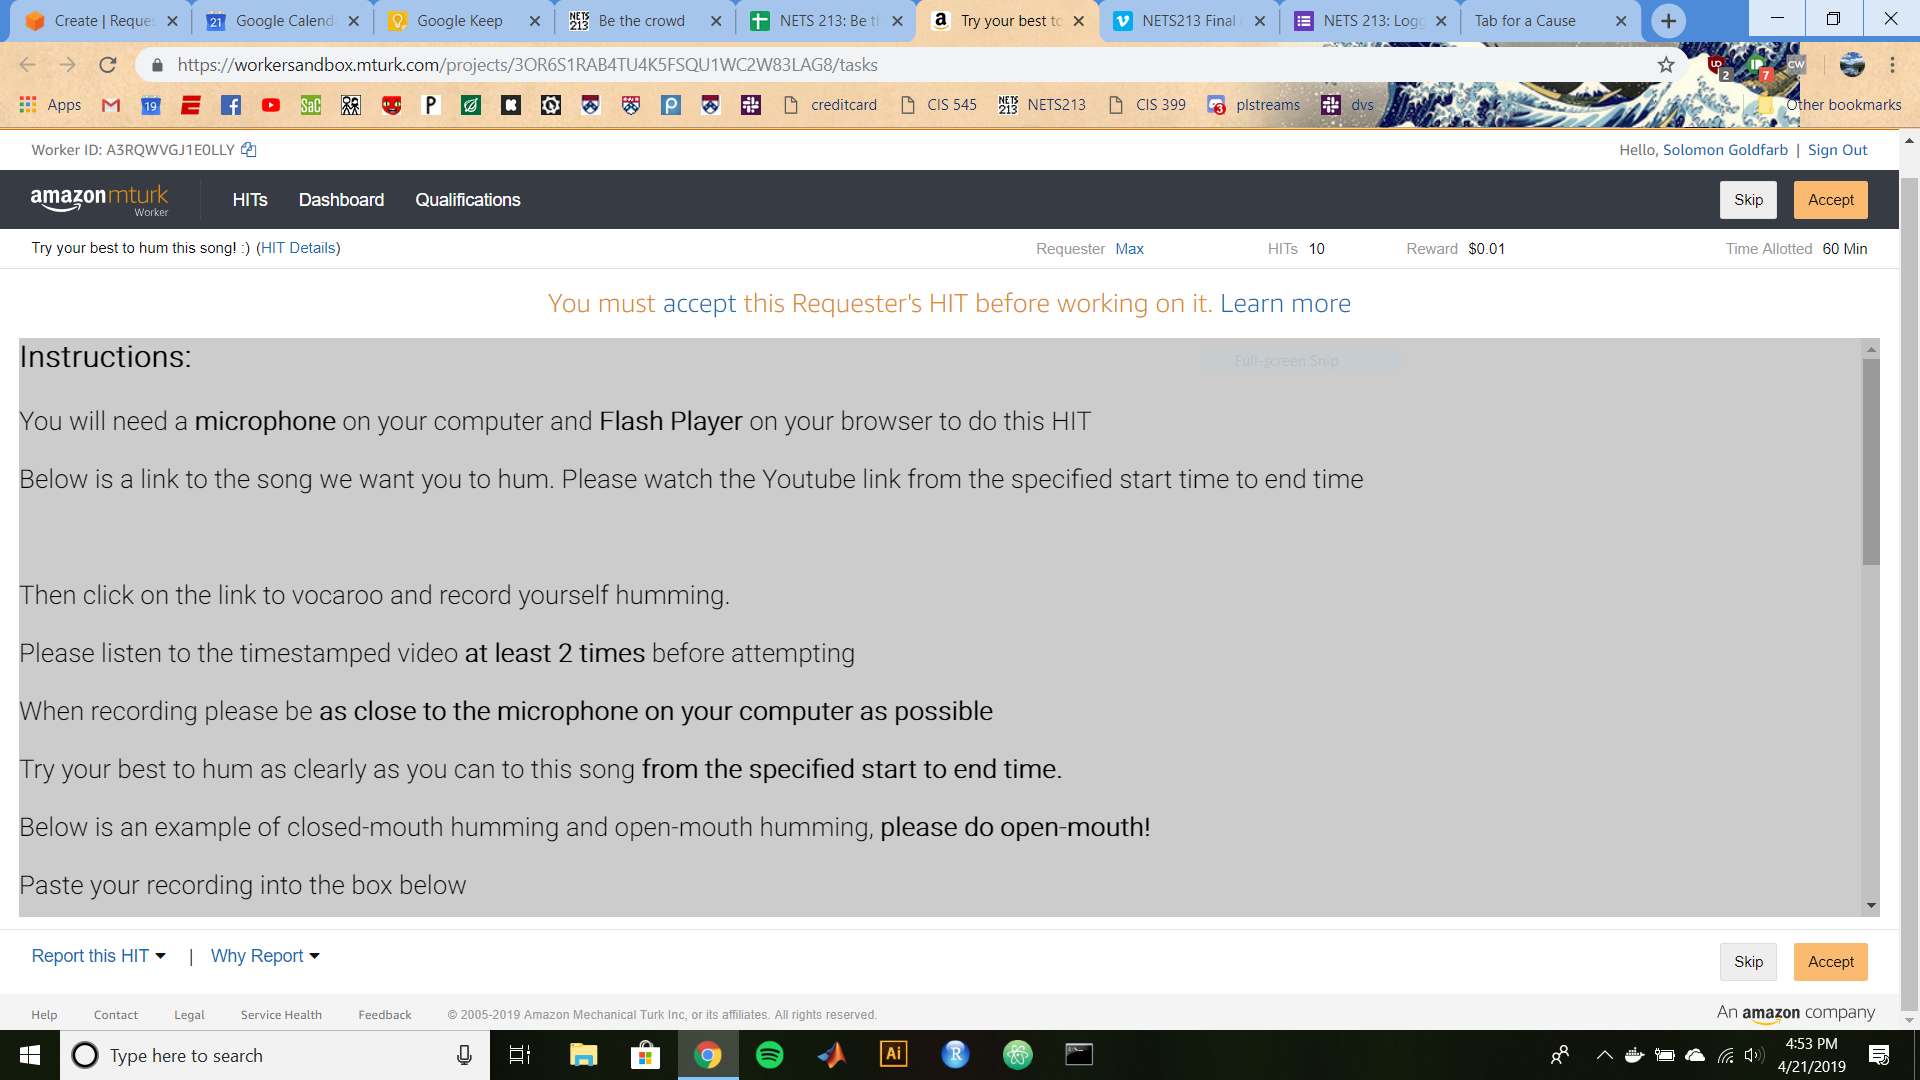 Create | Reques
Google Calend
Google Keep
Be the crowd
NETS 213: Be t
Try your best to
NETS213 Final
NETS 213: Logg
Tab for a Cause
https://workersandbox.mturk.com/projects/3OR6S1RAB4TU4K5FSQU1WC2W83LAG8/tasks
Apps
creditcard
CIS 545
NETS213
CIS 399
plstreams
dvs
Other bookmarks
Worker ID: A3RQWVGJ1E0LLY
Hello, Solomon Goldfarb | Sign Out
amazon mturk
Worker
HITs
Dashboard
Qualifications
Skip
Accept
Try your best to hum this song! :) (HIT Details)
Requester Max
HITs 10
Reward $0.01
Time Allotted 60 Min
You must accept this Requester's HIT before working on it. Learn more
Instructions:
Full-screen Snip
You will need a microphone on your computer and Flash Player on your browser to do this HIT
Below is a link to the song we want you to hum. Please watch the Youtube link from the specified start time to end time
Then click on the link to vocaroo and record yourself humming.
Please listen to the timestamped video at least 2 times before attempting
When recording please be as close to the microphone on your computer as possible
Try your best to hum as clearly as you can to this song from the specified start to end time.
Below is an example of closed-mouth humming and open-mouth humming, please do open-mouth!
Paste your recording into the box below
Report this HIT | Why Report
Skip
Accept
Help
Contact
Legal
Service Health
Feedback
© 2005-2019 Amazon Mechanical Turk Inc, or its affiliates. All rights reserved.
An amazon company
Type here to search
4:53 PM
4/21/2019